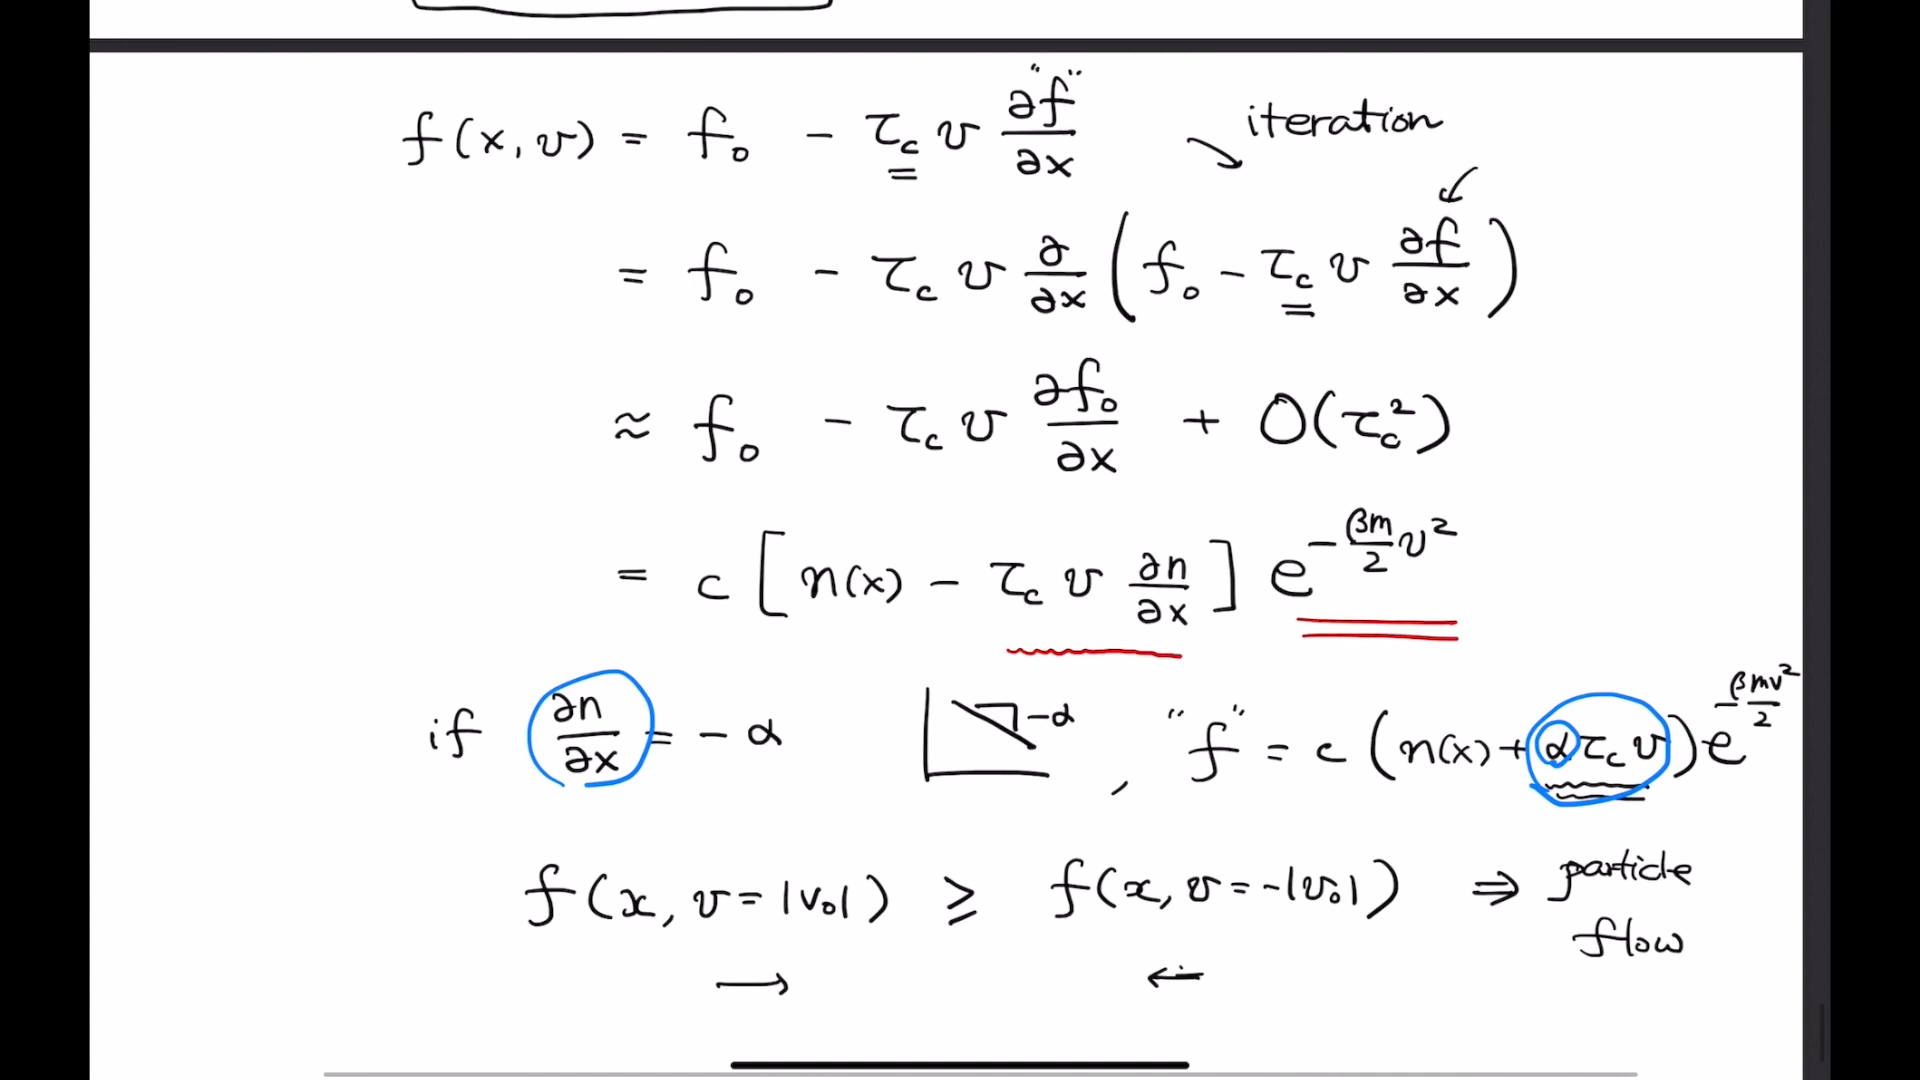 f(x, v) = f₀ − τ_c v ∂"f"/∂x ↘ iteration
= f₀ − τ_c v ∂/∂x (f₀ − τ_c v ∂f/∂x)
≈ f₀ − τ_c v ∂f₀/∂x + O(τ_c²)
= c [n(x) − τ_c v ∂n/∂x] e^{−βm/2 v²}
if ∂n/∂x = −α −α , "f" = c (n(x) + ατ_c v) e^{−βmv²/2}
f(x, v = |v₀|) ≥ f(x, v = −|v₀|) ⇒ particle
flow
→ ←